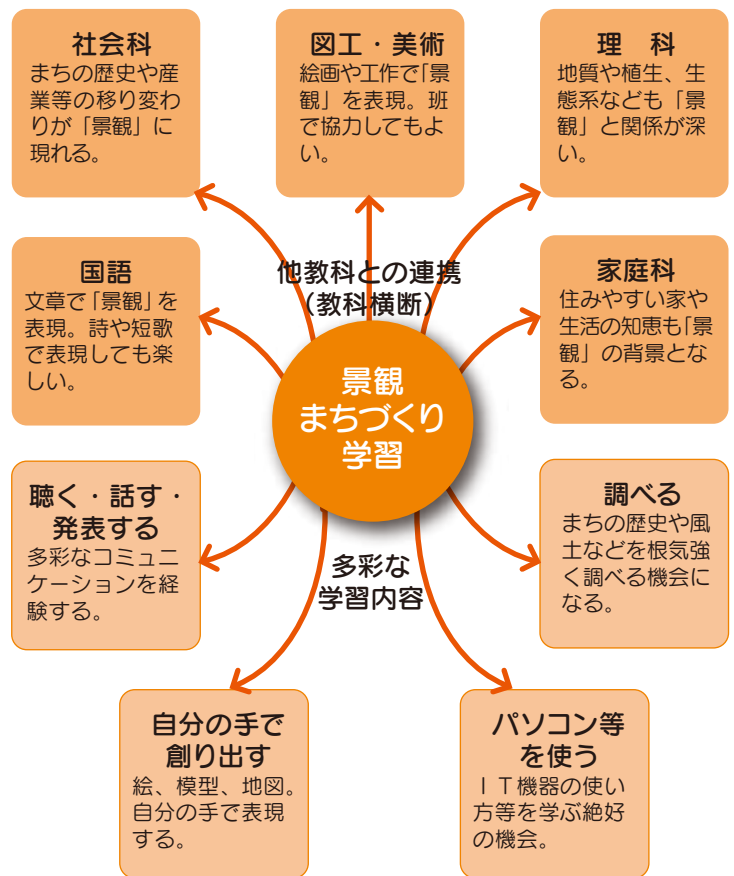 社会科
まちの歴史や産
業等の移り変わ
りが「景観」に
現れる。
図工・美術
絵画や工作で「景
観」を表現。班
で協力してもよ
い。
理　科
地質や植生、生
態系なども「景
観」と関係が深
い。
国語
文章で「景観」を
表現。詩や短歌
で表現しても楽
しい。
他教科との連携
（教科横断）
家庭科
住みやすい家や
生活の知恵も「景
観」の背景とな
る。
景観
まちづくり
学習
聴く・話す・
発表する
多彩なコミュニ
ケーションを経
験する。
多彩な
学習内容
調べる
まちの歴史や風
土などを根気強
く調べる機会に
なる。
自分の手で
創り出す
絵、模型、地図。
自分の手で表現
する。
パソコン等
を使う
ＩＴ機器の使い
方等を学ぶ絶好
の機会。